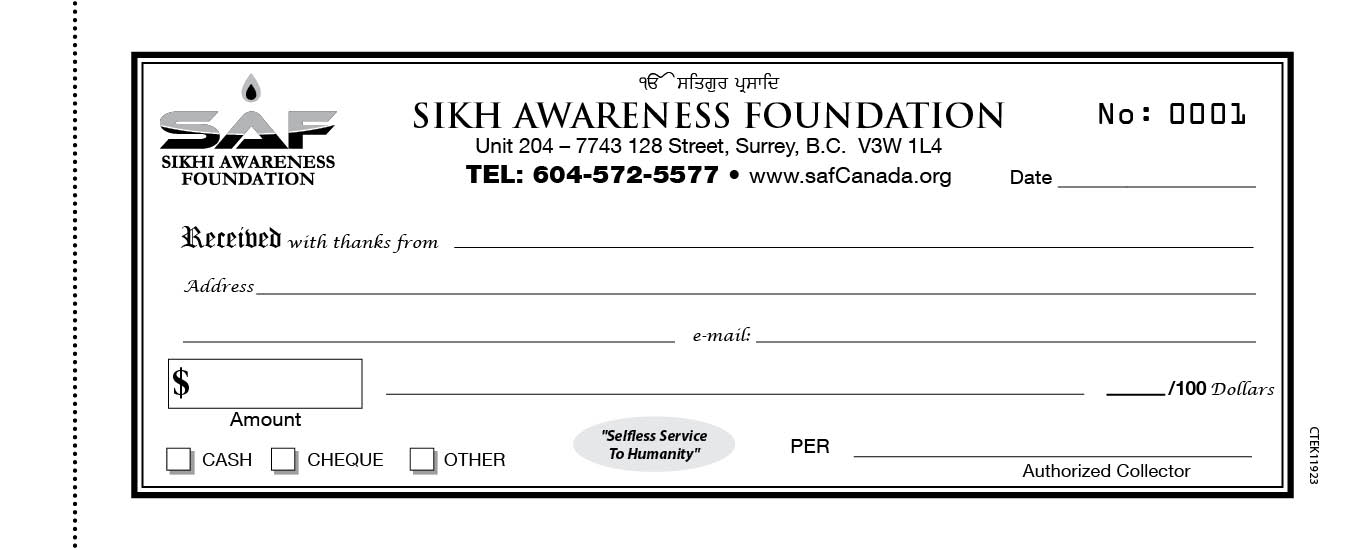 ੴ ਸਤਿਗੁਰ ਪ੍ਰਸਾਦਿ
SAF
SIKHI AWARENESS
FOUNDATION
SIKH AWARENESS FOUNDATION
No: 0001
Unit 204 – 7743 128 Street, Surrey, B.C. V3W 1L4
TEL: 604-572-5577 • www.safCanada.org
Date
Received with thanks from
Address
e-mail:
$
/100 Dollars
Amount
CASH CHEQUE OTHER
"Selfless Service
To Humanity"
PER
Authorized Collector
CTEK11923